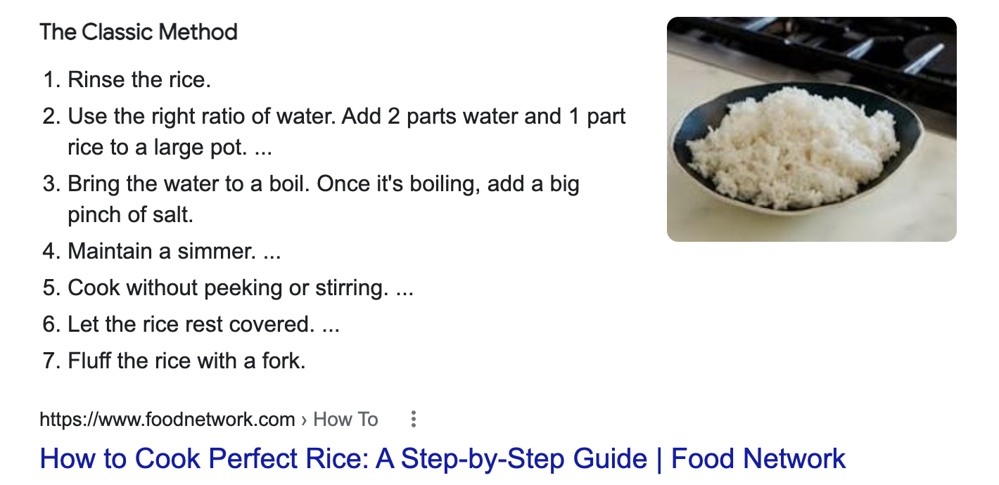 The Classic Method
1. Rinse the rice.
2. Use the right ratio of water. Add 2 parts water and 1 part
rice to a large pot. ...
3. Bring the water to a boil. Once it's boiling, add a big
pinch of salt.
4. Maintain a simmer. ...
5. Cook without peeking or stirring. ...
6. Let the rice rest covered. ...
7. Fluff the rice with a fork.
https://www.foodnetwork.com › How To
How to Cook Perfect Rice: A Step-by-Step Guide | Food Network